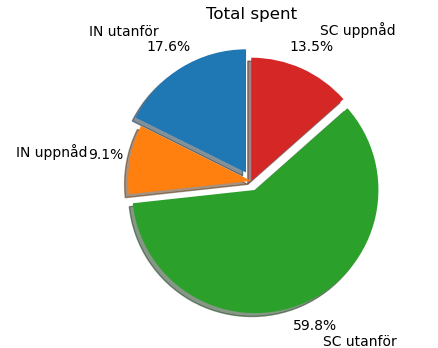 Total spent
IN utanför
17.6%
SC uppnåd
13.5%
IN uppnåd
9.1%
59.8%
SC utanför